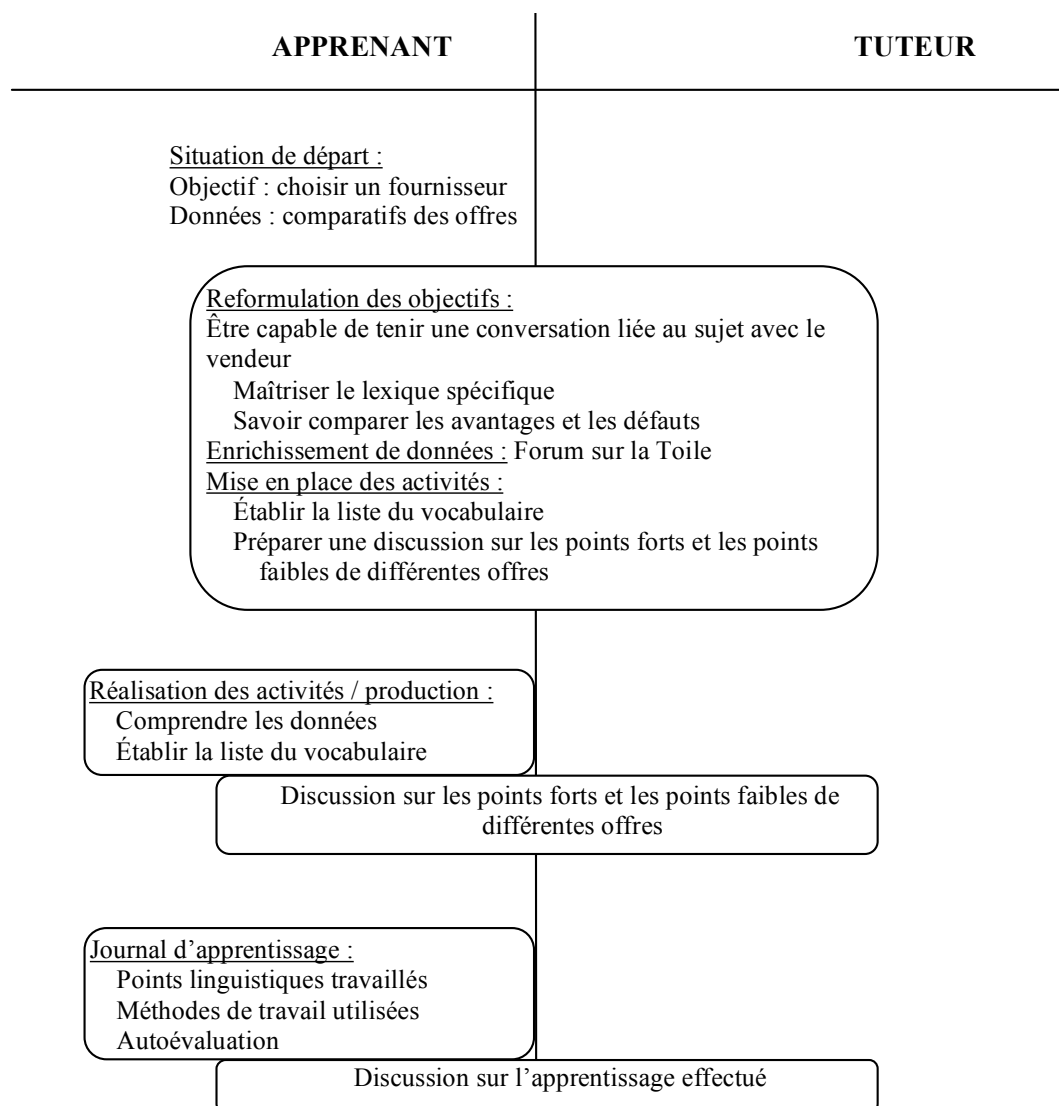 APPRENANT TUTEUR
Situation de départ :
Objectif : choisir un fournisseur
Données : comparatifs des offres
Reformulation des objectifs :
Être capable de tenir une conversation liée au sujet avec le
vendeur
Maîtriser le lexique spécifique
Savoir comparer les avantages et les défauts
Enrichissement de données : Forum sur la Toile
Mise en place des activités :
Établir la liste du vocabulaire
Préparer une discussion sur les points forts et les points
faibles de différentes offres
Réalisation des activités / production :
Comprendre les données
Établir la liste du vocabulaire
Discussion sur les points forts et les points faibles de
différentes offres
Journal d’apprentissage :
Points linguistiques travaillés
Méthodes de travail utilisées
Autoévaluation
Discussion sur l’apprentissage effectué